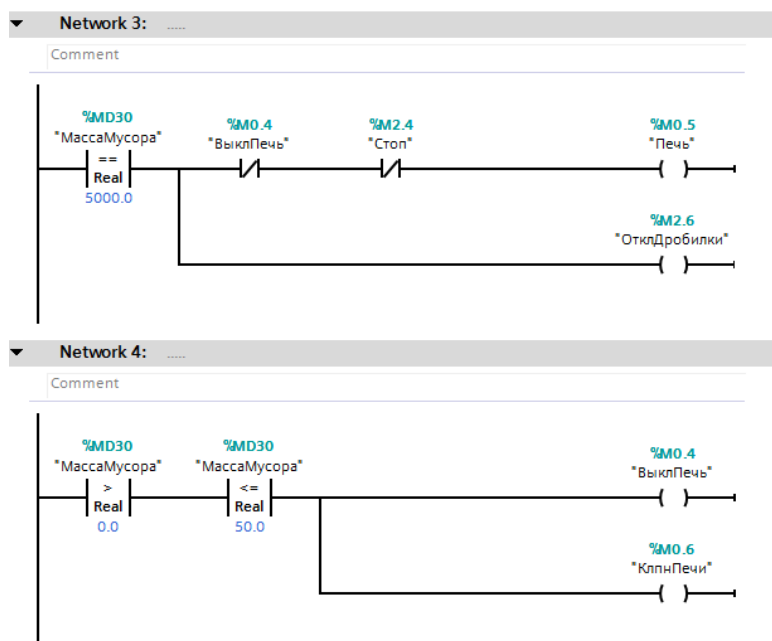 Network 3: .....
Comment
%MD30
"МассаМусора"
==
Real
5000.0
%M0.4
"ВыклПечь"
%M2.4
"Стоп"
%M0.5
"Печь"
%M2.6
"ОтклДробилки"
Network 4: .....
Comment
%MD30
"МассаМусора"
>
Real
0.0
%MD30
"МассаМусора"
<=
Real
50.0
%M0.4
"ВыклПечь"
%M0.6
"КлпнПечи"